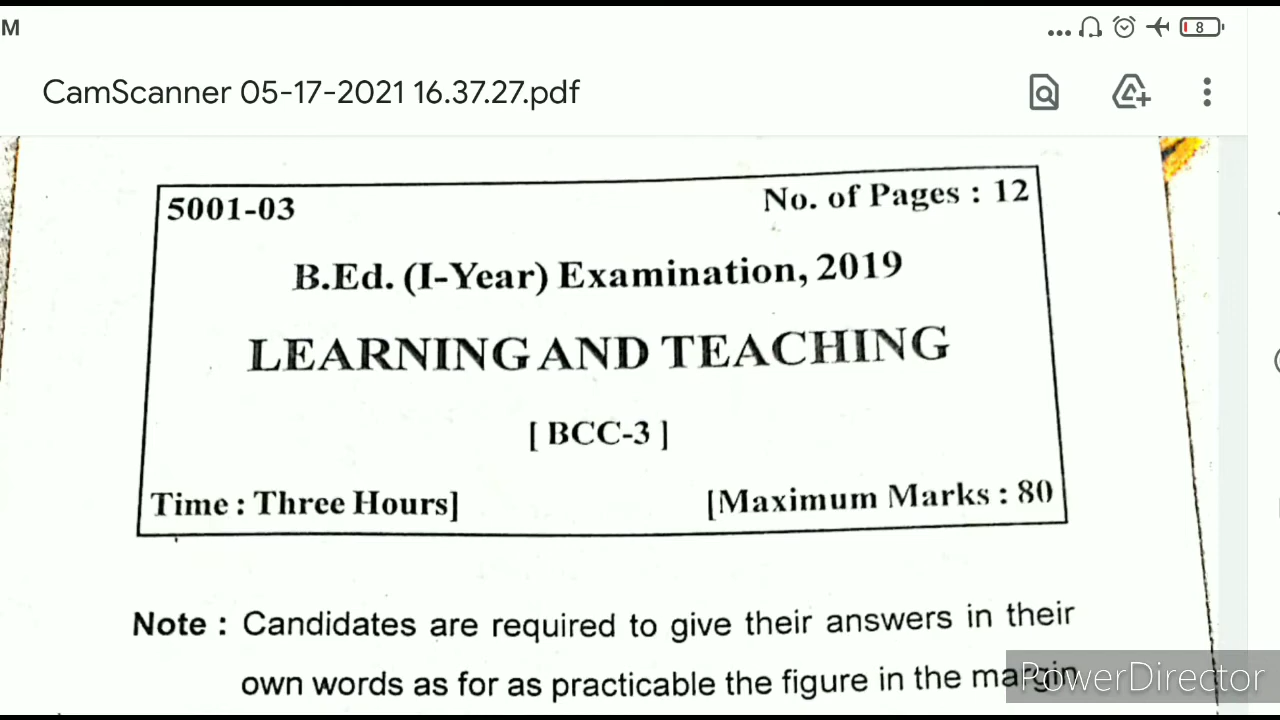 M
8
CamScanner 05-17-2021 16.37.27.pdf
5001-03
No. of Pages : 12
B.Ed. (I-Year) Examination, 2019
LEARNING AND TEACHING
[ BCC-3 ]
Time : Three Hours]
[Maximum Marks : 80
Note : Candidates are required to give their answers in their
own words as for as practicable the figure in the margin
PowerDirector